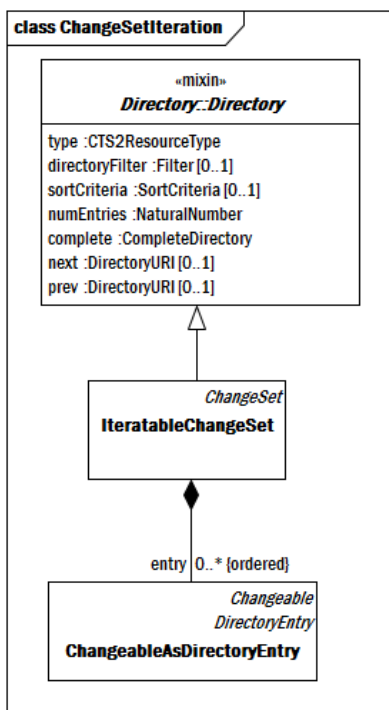 class ChangeSetIteration
«mixin»
Directory::Directory
type :CTS2ResourceType
directoryFilter :Filter [0..1]
sortCriteria :SortCriteria [0..1]
numEntries :NaturalNumber
complete :CompleteDirectory
next :DirectoryURI [0..1]
prev :DirectoryURI [0..1]
ChangeSet
IteratableChangeSet
entry 0..* {ordered}
Changeable
DirectoryEntry
ChangeableAsDirectoryEntry